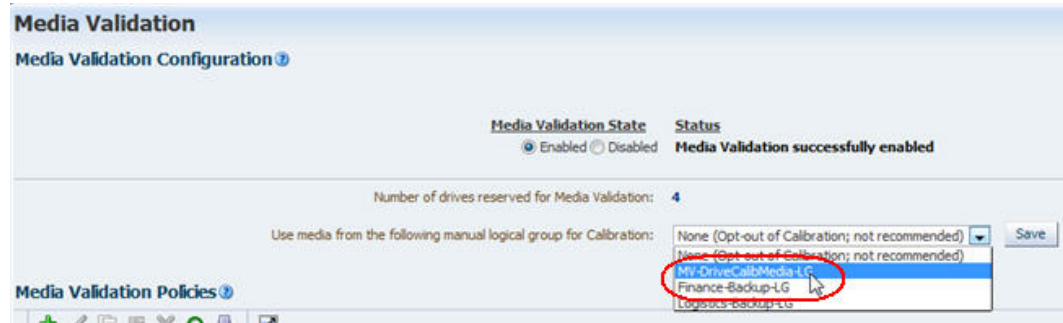 Media Validation
Media Validation Configuration
Media Validation State Status
Enabled Disabled Media Validation successfully enabled
Number of drives reserved for Media Validation: 4
Use media from the following manual logical group for Calibration: None (Opt-out of Calibration; not recommended) Save
None (Opt-out of Calibration; not recommended)
MV-DriveCalibMedia-LG
Finance-Backup-LG
Logistics-Backup-LG
Media Validation Policies